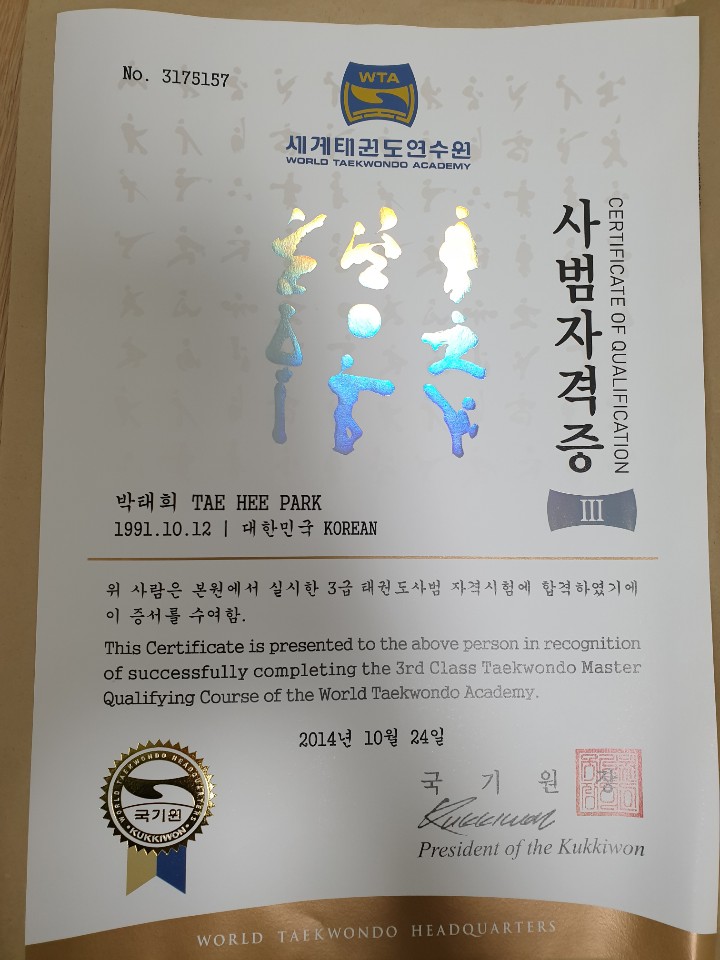 No. 3175157
WTA
세계태권도연수원
WORLD TAEKWONDO ACADEMY
사범자격증
CERTIFICATE OF QUALIFICATION
III
박태희 TAE HEE PARK
1991.10.12 | 대한민국 KOREAN
위 사람은 본원에서 실시한 3급 태권도사범 자격시험에 합격하였기에
이 증서를 수여함.
This Certificate is presented to the above person in recognition
of successfully completing the 3rd Class Taekwondo Master
Qualifying Course of the World Taekwondo Academy.
2014년 10월 24일
국 기 원 장
Kukkiwon
President of the Kukkiwon
WORLD TAEKWONDO HEADQUARTERS
국기원
KUKKIWON
WORLD TAEKWONDO HEADQUARTERS